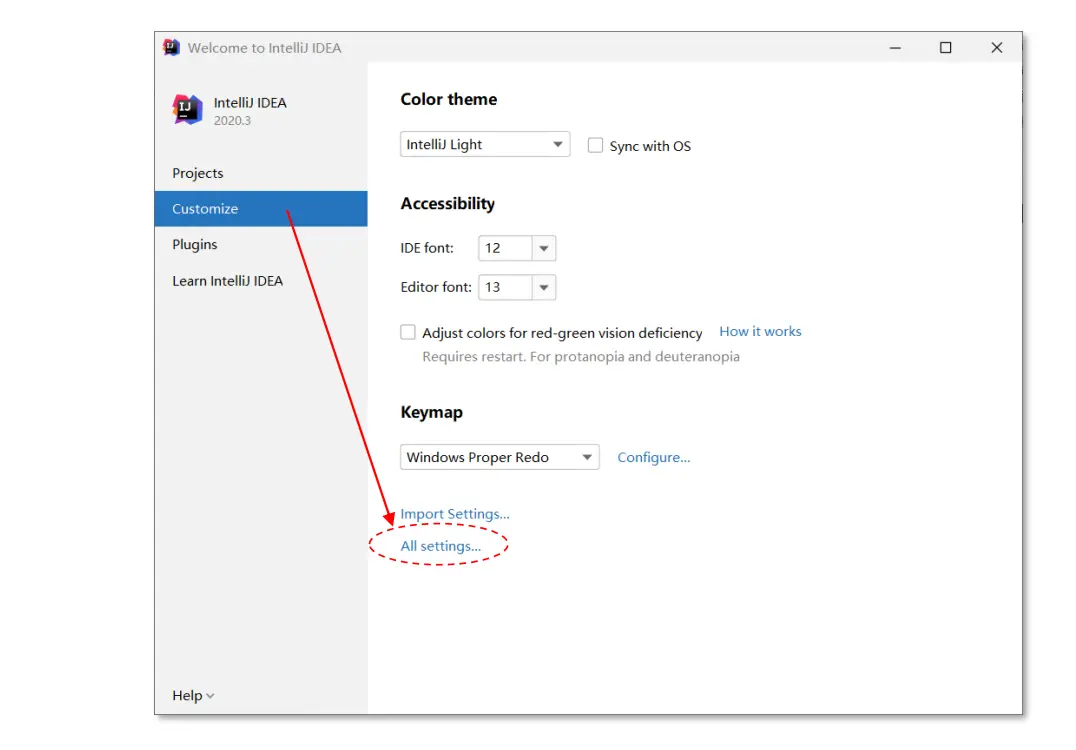 Welcome to IntelliJ IDEA
IntelliJ IDEA
2020.3
Projects
Customize
Plugins
Learn IntelliJ IDEA
Help
Color theme
IntelliJ Light
Sync with OS
Accessibility
IDE font: 12
Editor font: 13
Adjust colors for red-green vision deficiency How it works
Requires restart. For protanopia and deuteranopia
Keymap
Windows Proper Redo Configure...
Import Settings...
All settings...